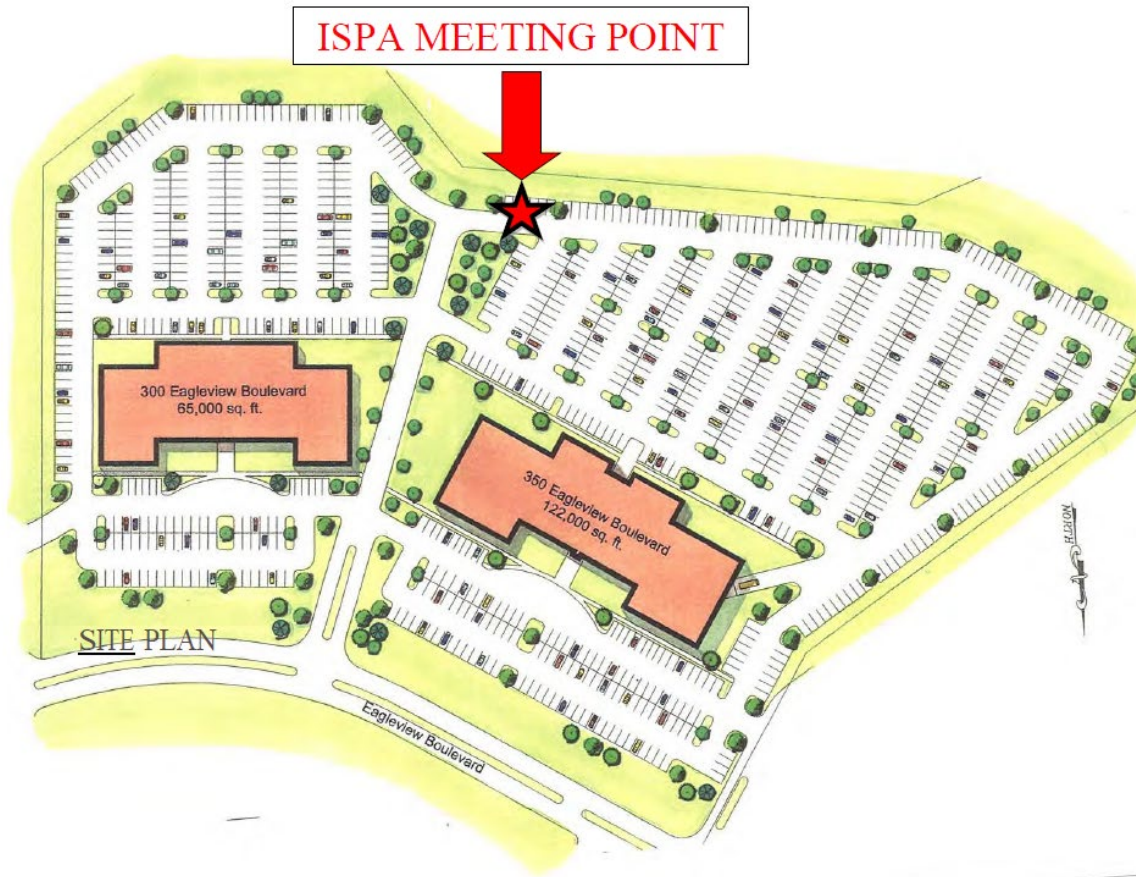 ISPA MEETING POINT
300 Eagleview Boulevard
65,000 sq. ft.
350 Eagleview Boulevard
122,000 sq. ft.
NORTH
SITE PLAN
Eagleview Boulevard